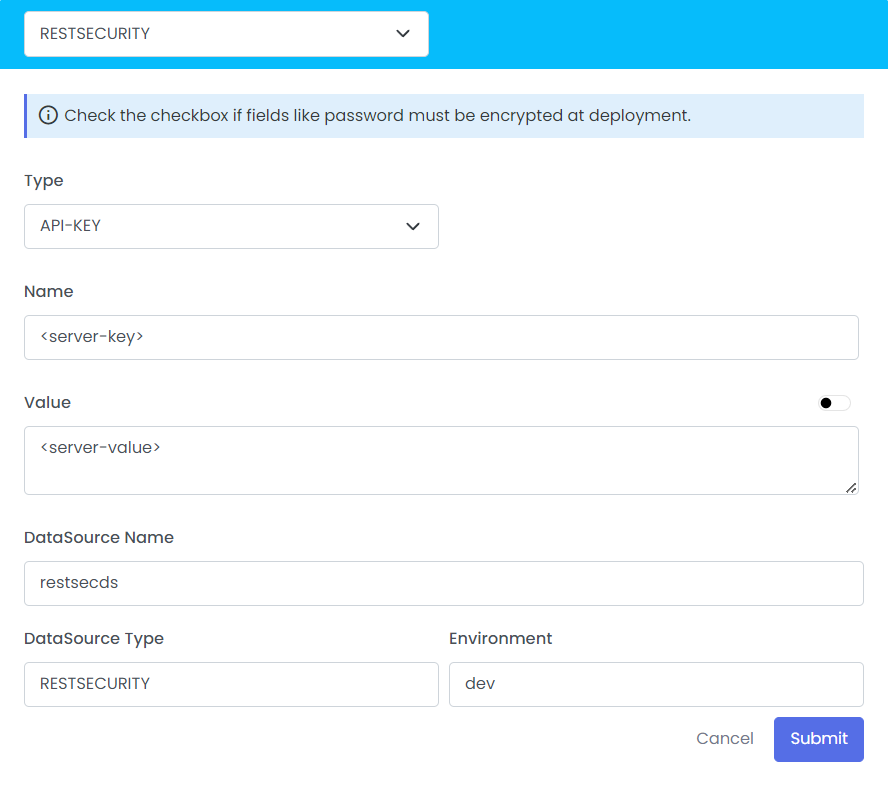 RESTSECURITY
Check the checkbox if fields like password must be encrypted at deployment.
Type
API-KEY
Name
<server-key>
Value
<server-value>
DataSource Name
restsecds
DataSource Type
Environment
RESTSECURITY
dev
Cancel
Submit